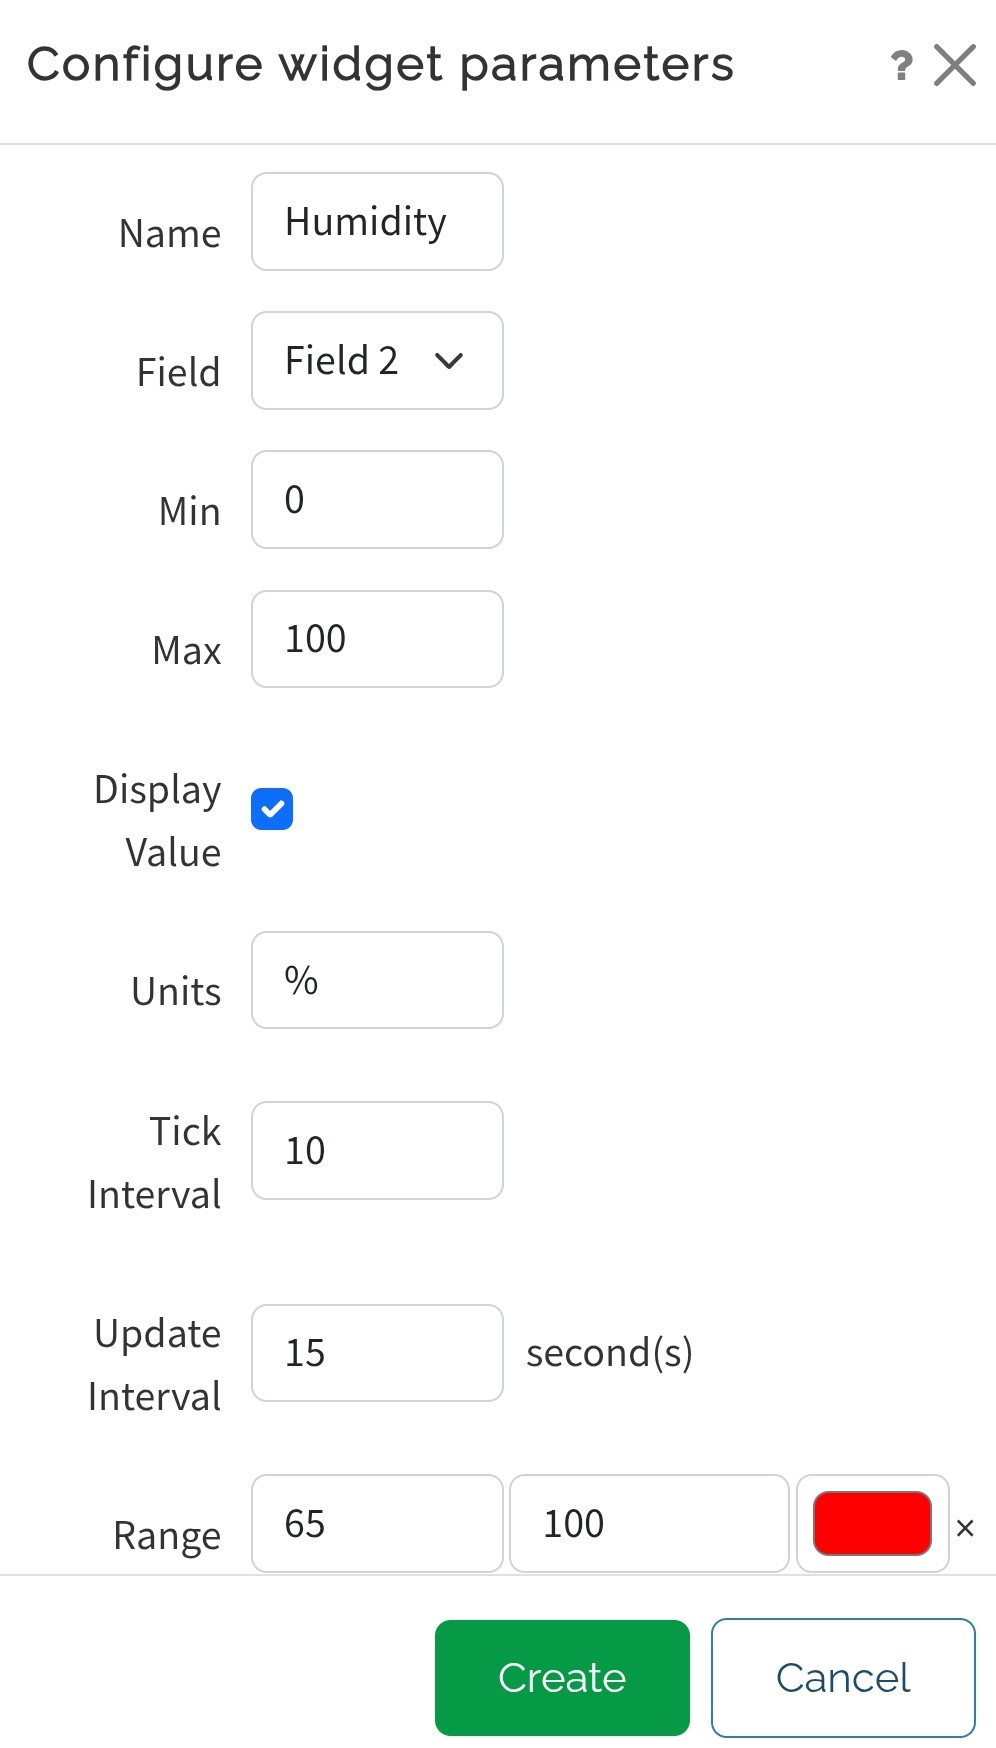 Configure widget parameters ? ×
Name Humidity
Field Field 2
Min 0
Max 100
Display
Value
Units %
Tick
Interval
10
Update
Interval
15 second(s)
Range 65 100 ×
Create Cancel